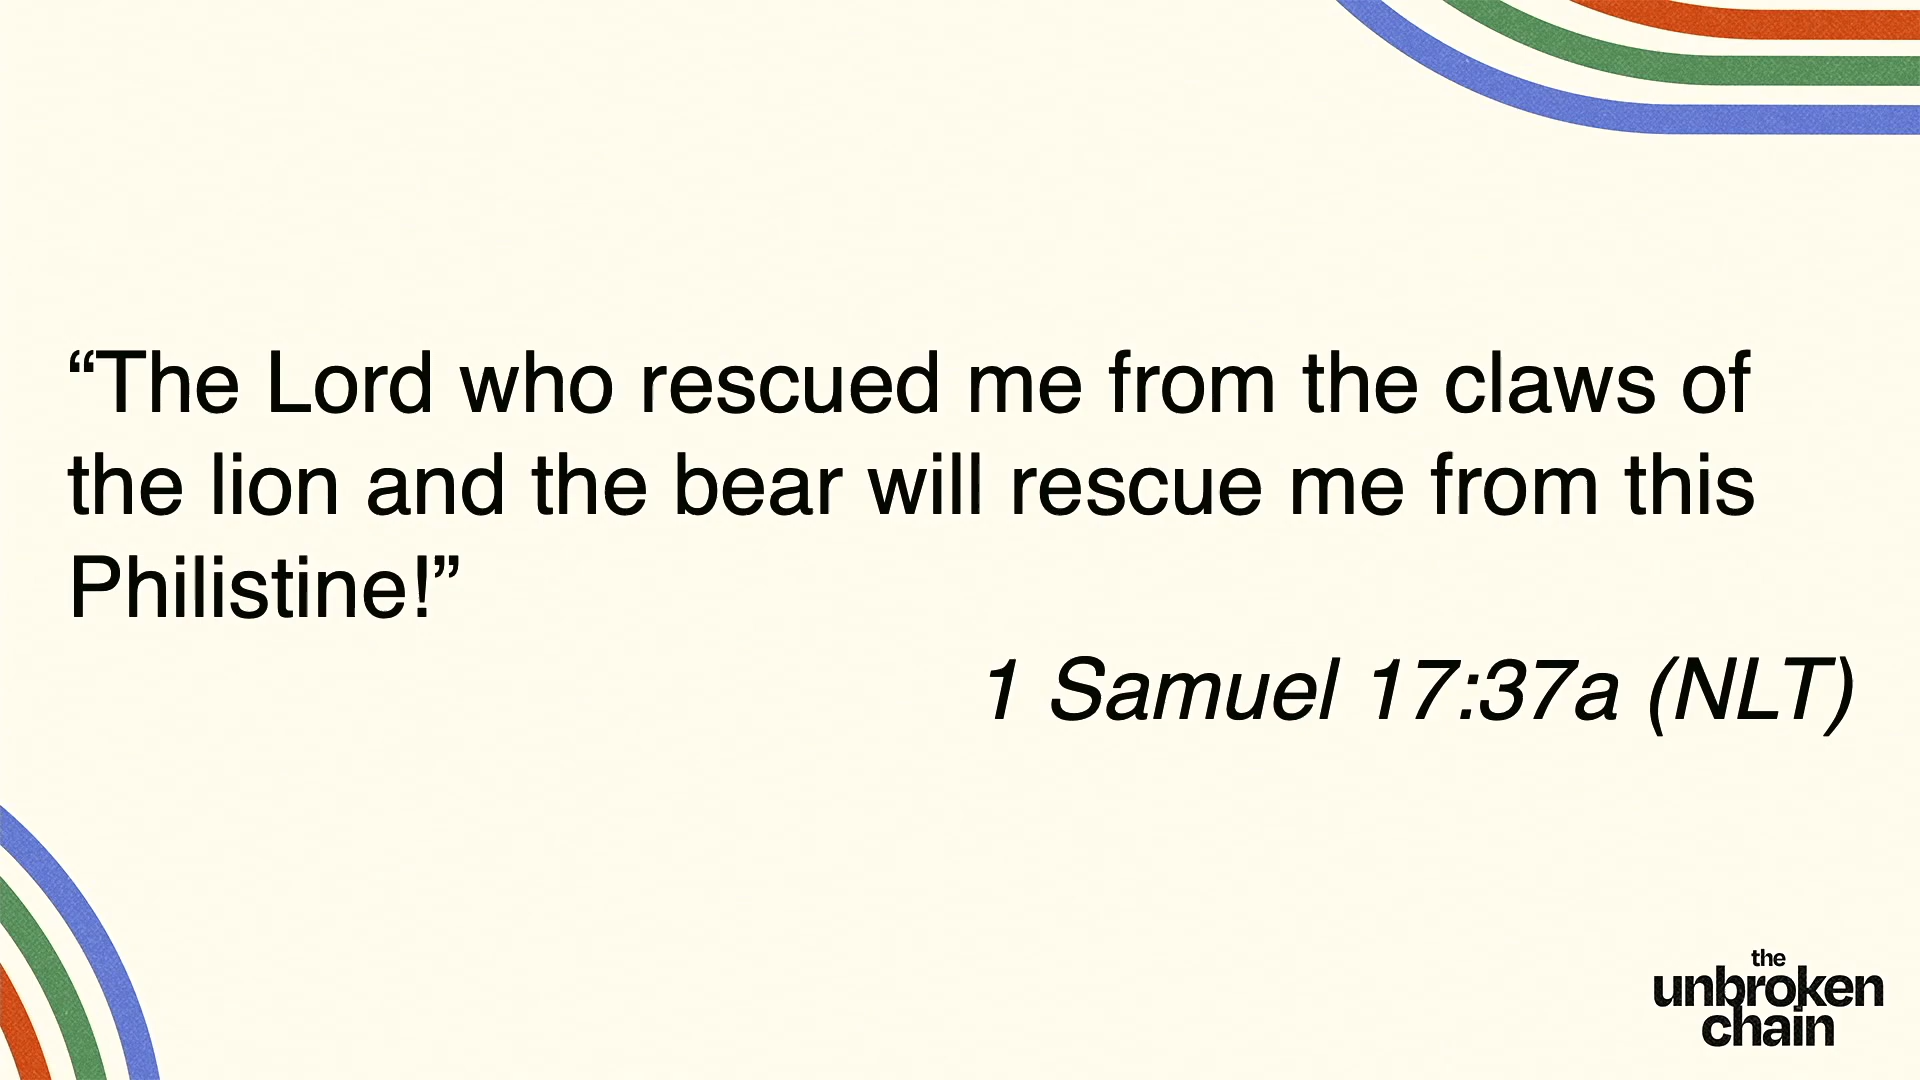 “The Lord who rescued me from the claws of
the lion and the bear will rescue me from this
Philistine!”
1 Samuel 17:37a (NLT)
the
unbroken
chain